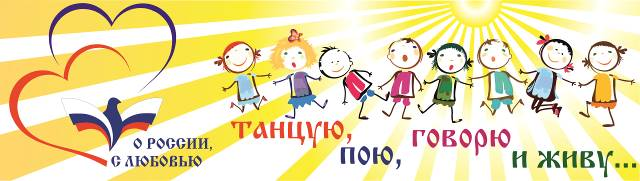 О РОССИИ,
С ЛЮБОВЬЮ
ТАНЦУЮ,
ПОЮ,
ГОВОРЮ
И ЖИВУ...